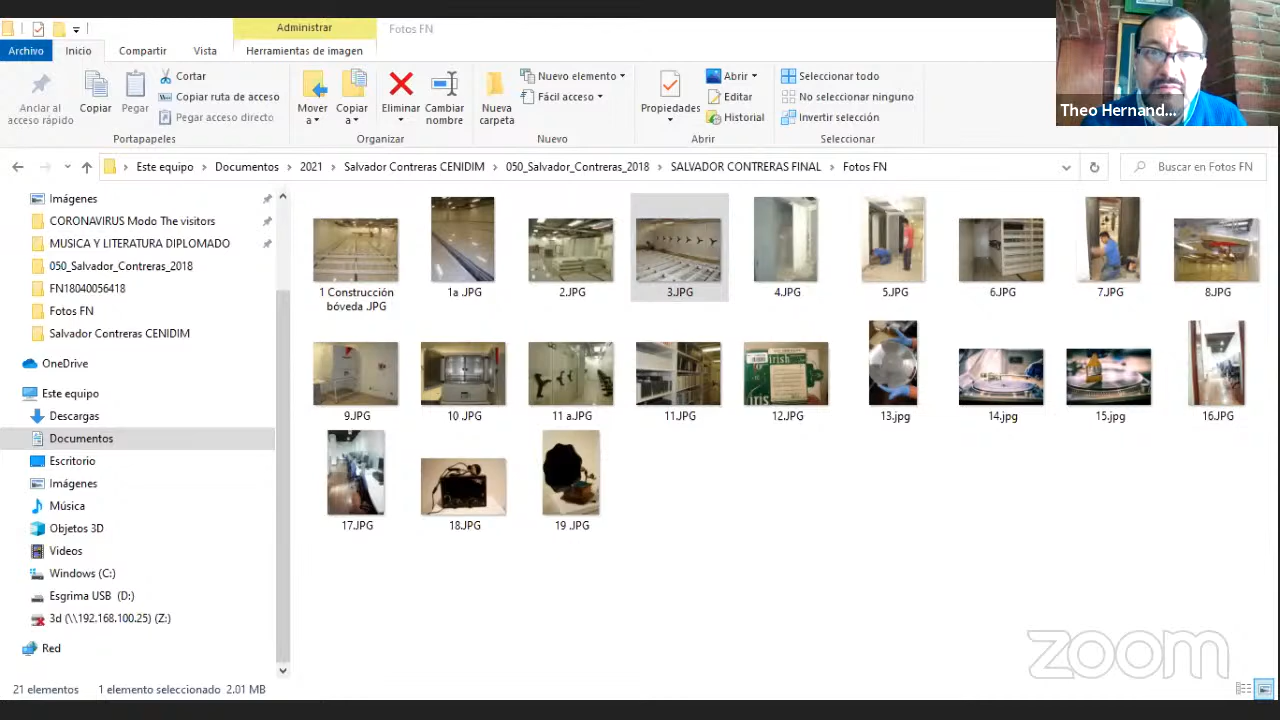 Administrar
Fotos FN
Archivo
Inicio
Compartir
Vista
Herramientas de imagen
Anclar al
acceso rápido
Copiar
Pegar
Cortar
Copiar ruta de acceso
Pegar acceso directo
Portapapeles
Mover
a
Copiar
a
Eliminar
Cambiar
nombre
Organizar
Nueva
carpeta
Nuevo elemento
Fácil acceso
Nuevo
Propiedades
Abrir
Editar
Historial
Abrir
Seleccionar todo
No seleccionar ninguno
Invertir selección
Seleccionar
Theo Hernand...
Este equipo
Documentos
2021
Salvador Contreras CENIDIM
050_Salvador_Contreras_2018
SALVADOR CONTRERAS FINAL
Fotos FN
Buscar en Fotos FN
Imágenes
CORONAVIRUS Modo The visitors
MUSICA Y LITERATURA DIPLOMADO
050_Salvador_Contreras_2018
FN18040056418
Fotos FN
Salvador Contreras CENIDIM
OneDrive
Este equipo
Descargas
Documentos
Escritorio
Imágenes
Música
Objetos 3D
Videos
Windows (C:)
Esgrima USB (D:)
3d (\\192.168.100.25) (Z:)
Red
1 Construcción
bóveda .JPG
1a .JPG
2.JPG
3.JPG
4.JPG
5.JPG
6.JPG
7.JPG
8.JPG
9.JPG
10 .JPG
11 a.JPG
11.JPG
12.JPG
13.jpg
14.jpg
15.jpg
16.JPG
17.JPG
18.JPG
19 .JPG
21 elementos
1 elemento seleccionado 2.01 MB
zoom